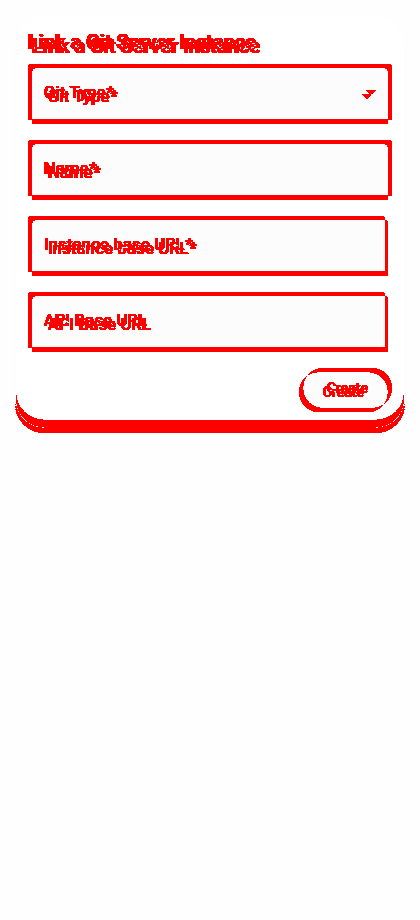 Link a Git Server Instance
Git Type*
Name*
Instance base URL*
API Base URL
Create